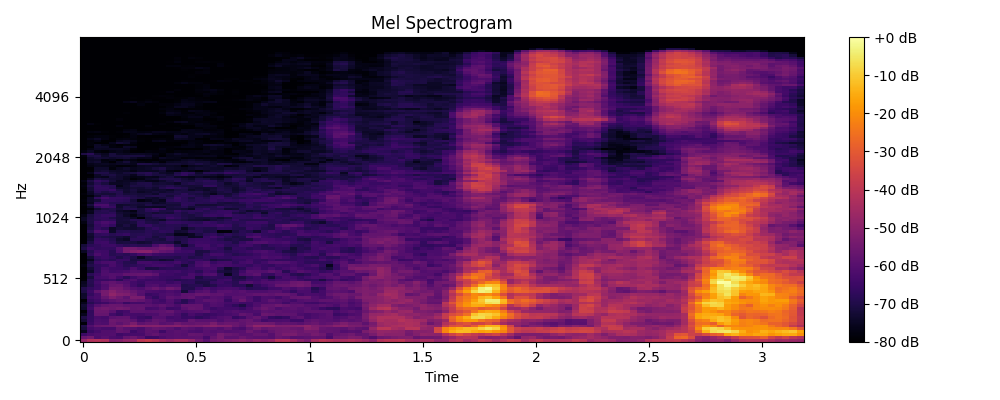 Mel Spectrogram
+0 dB
-10 dB
-20 dB
-30 dB
-40 dB
-50 dB
-60 dB
-70 dB
-80 dB
Hz
4096
2048
1024
512
0
0 0.5 1 1.5 2 2.5 3
Time